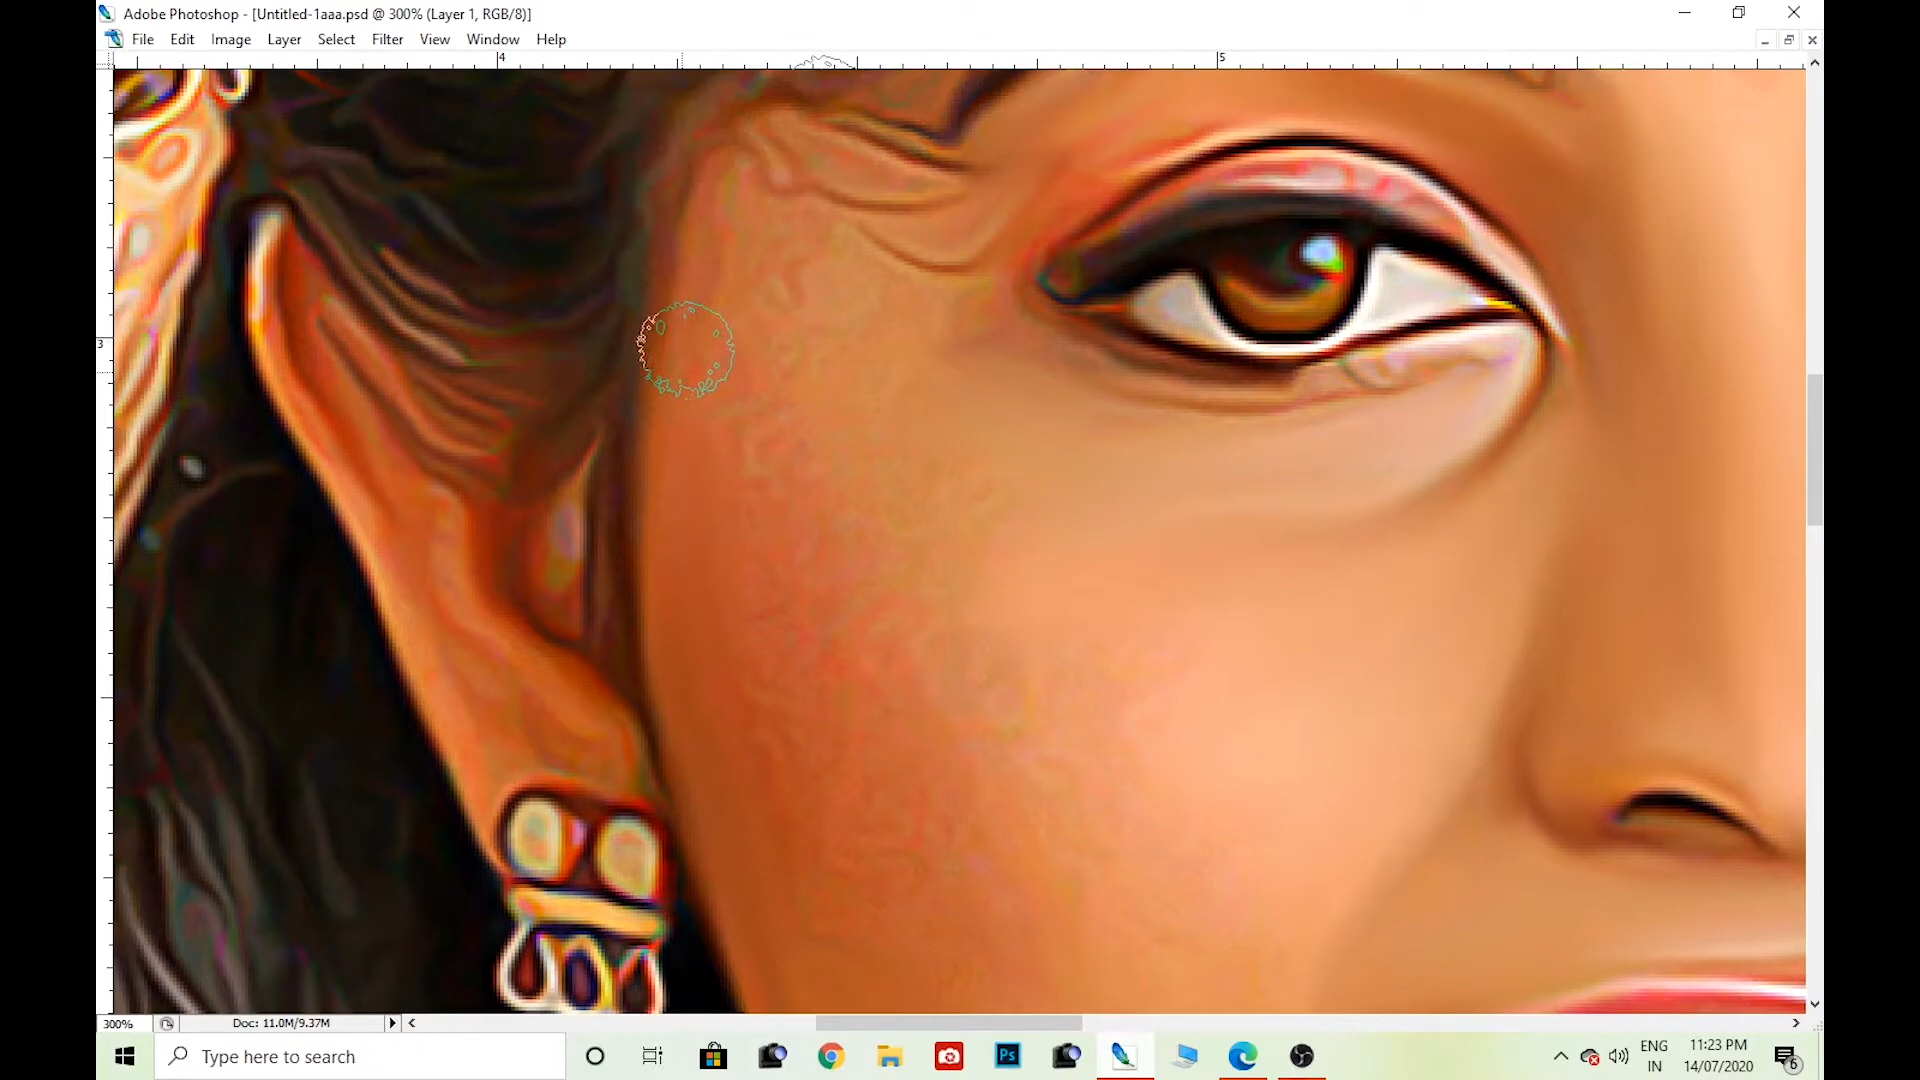 Adobe Photoshop - [Untitled-1aaa.psd @ 300% (Layer 1, RGB/8)]
File Edit Image Layer Select Filter View Window Help
4 5
3
300% Doc: 11.0M/9.37M
Type here to search
Ps
ENG 11:23 PM
IN 14/07/2020
6